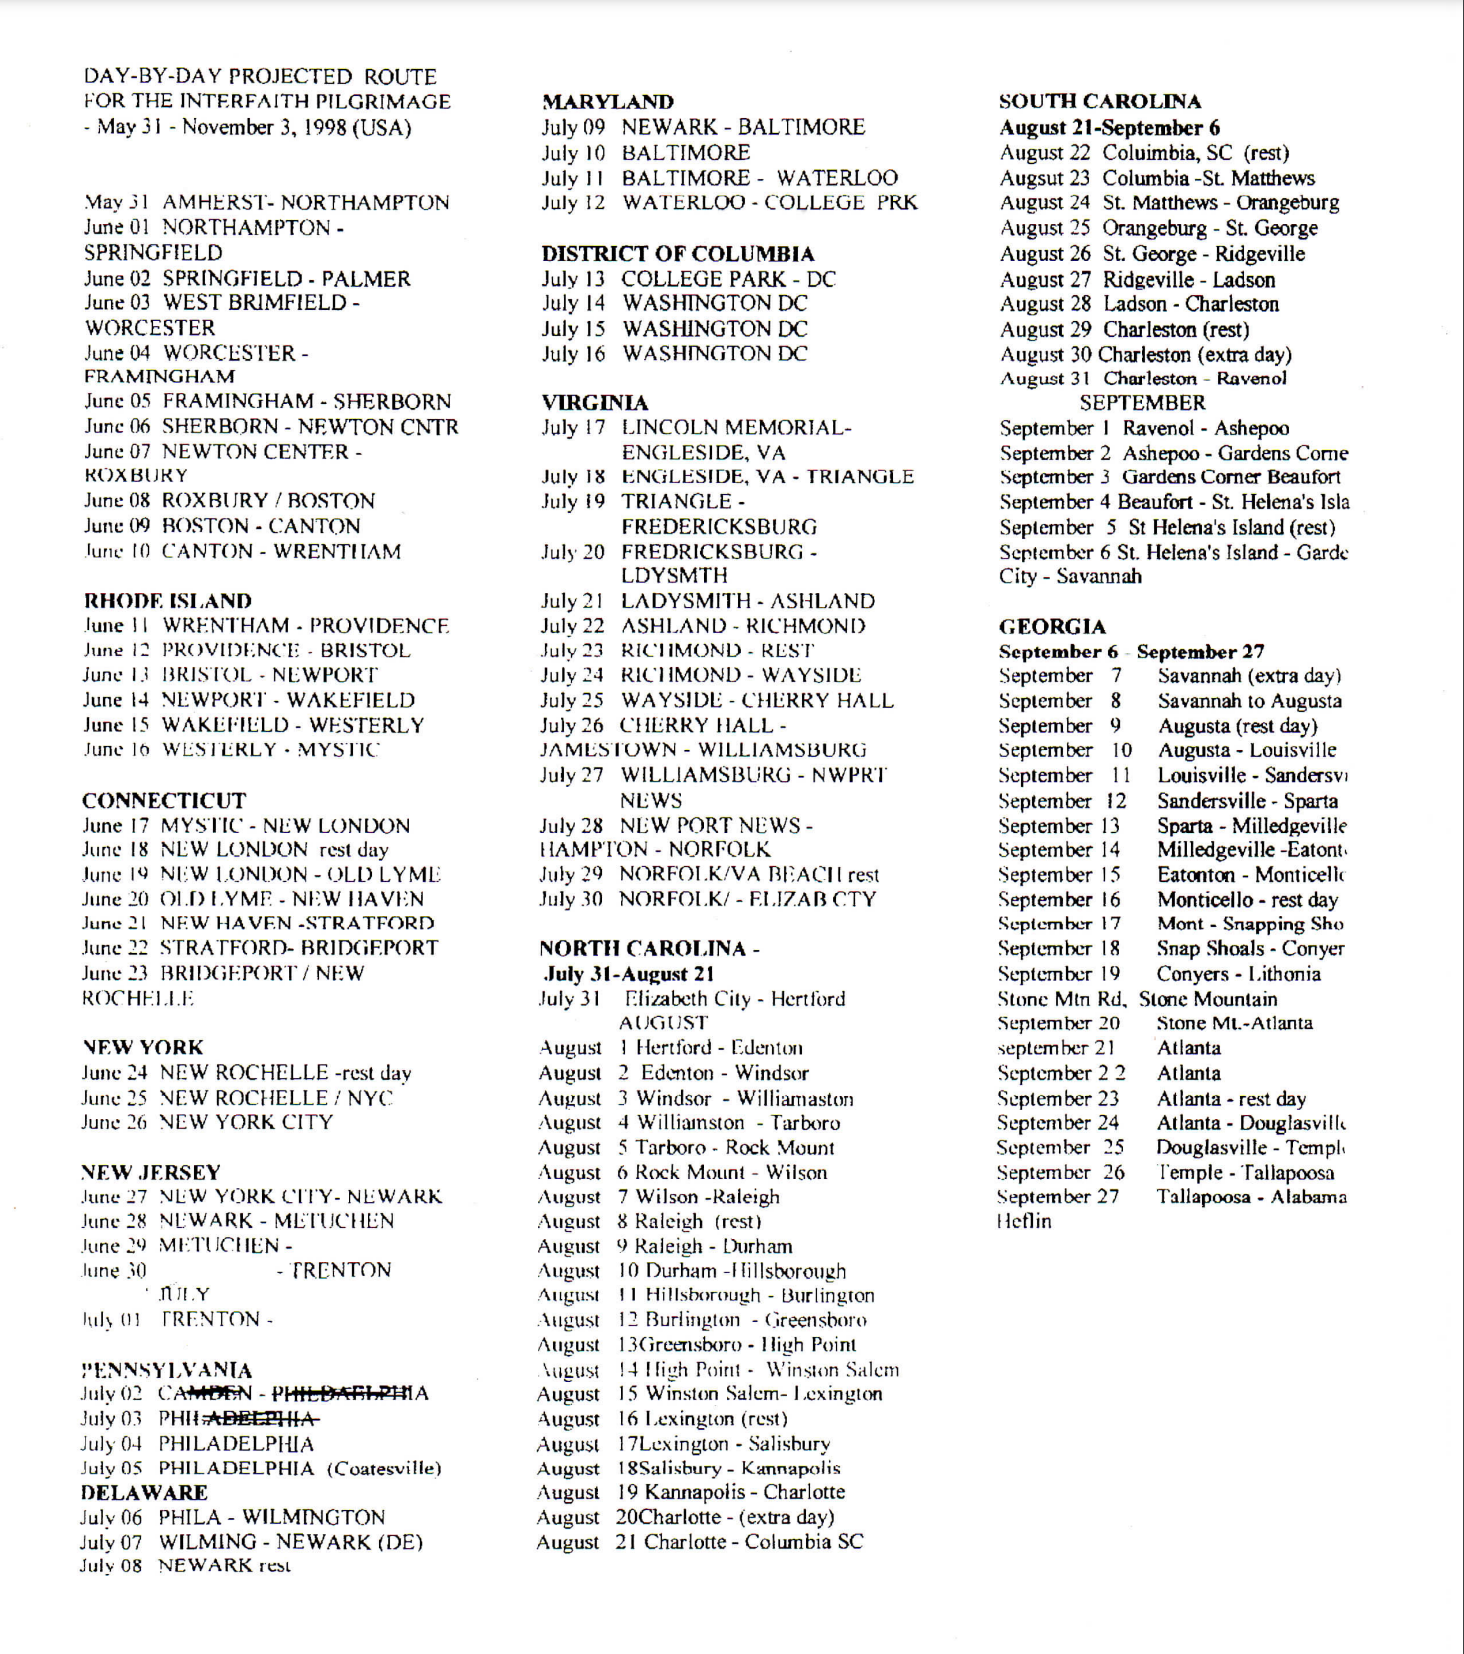 DAY-BY-DAY PROJECTED ROUTE
FOR THE INTERFAITH PILGRIMAGE
- May 31 - November 3, 1998 (USA)
May 31 AMHERST- NORTHAMPTON
June 01 NORTHAMPTON -
SPRINGFIELD
June 02 SPRINGFIELD - PALMER
June 03 WEST BRIMFIELD -
WORCESTER
June 04 WORCESTER -
FRAMINGHAM
June 05 FRAMINGHAM - SHERBORN
June 06 SHERBORN - NEWTON CNTR
June 07 NEWTON CENTER -
ROXBURY
June 08 ROXBURY / BOSTON
June 09 BOSTON - CANTON
June 10 CANTON - WRENTHAM
RHODE ISLAND
June 11 WRENTHAM - PROVIDENCE
June 12 PROVIDENCE - BRISTOL
June 13 BRISTOL - NEWPORT
June 14 NEWPORT - WAKEFIELD
June 15 WAKEFIELD - WESTERLY
June 16 WESTERLY - MYSTIC
CONNECTICUT
June 17 MYSTIC - NEW LONDON
June 18 NEW LONDON rest day
June 19 NEW LONDON - OLD LYME
June 20 OLD LYME - NEW HAVEN
June 21 NEW HAVEN -STRATFORD
June 22 STRATFORD- BRIDGEPORT
June 23 BRIDGEPORT / NEW
ROCHELLE
NEW YORK
June 24 NEW ROCHELLE -rest day
June 25 NEW ROCHELLE / NYC
June 26 NEW YORK CITY
NEW JERSEY
June 27 NEW YORK CITY- NEWARK
June 28 NEWARK - METUCHEN
June 29 METUCHEN -
June 30 - TRENTON
JULY
July 01 TRENTON -
PENNSYLVANIA
July 02 CAMDEN - PHILDAELPHIA
July 03 PHILADELPHIA
July 04 PHILADELPHIA
July 05 PHILADELPHIA (Coatesville)
DELAWARE
July 06 PHILA - WILMINGTON
July 07 WILMING - NEWARK (DE)
July 08 NEWARK rest
MARYLAND
July 09 NEWARK - BALTIMORE
July 10 BALTIMORE
July 11 BALTIMORE - WATERLOO
July 12 WATERLOO - COLLEGE PRK
DISTRICT OF COLUMBIA
July 13 COLLEGE PARK - DC
July 14 WASHINGTON DC
July 15 WASHINGTON DC
July 16 WASHINGTON DC
VIRGINIA
July 17 LINCOLN MEMORIAL-
ENGLESIDE, VA
July 18 ENGLESIDE, VA - TRIANGLE
July 19 TRIANGLE -
FREDERICKSBURG
July 20 FREDRICKSBURG -
LDYSMTH
July 21 LADYSMITH - ASHLAND
July 22 ASHLAND - RICHMOND
July 23 RICHMOND - REST
July 24 RICHMOND - WAYSIDE
July 25 WAYSIDE - CHERRY HALL
July 26 CHERRY HALL -
JAMESTOWN - WILLIAMSBURG
July 27 WILLIAMSBURG - NWPRT
NEWS
July 28 NEW PORT NEWS -
HAMPTON - NORFOLK
July 29 NORFOLK/VA BEACH rest
July 30 NORFOLK/ - ELIZAB CTY
NORTH CAROLINA -
July 31-August 21
July 31 Elizabeth City - Hertford
AUGUST
August 1 Hertford - Edenton
August 2 Edenton - Windsor
August 3 Windsor - Williamaston
August 4 Williamston - Tarboro
August 5 Tarboro - Rock Mount
August 6 Rock Mount - Wilson
August 7 Wilson -Raleigh
August 8 Raleigh (rest)
August 9 Raleigh - Durham
August 10 Durham -Hillsborough
August 11 Hillsborough - Burlington
August 12 Burlington - Greensboro
August 13Greensboro - High Point
August 14 High Point - Winston Salem
August 15 Winston Salem- Lexington
August 16 Lexington (rest)
August 17Lexington - Salisbury
August 18Salisbury - Kannapolis
August 19 Kannapolis - Charlotte
August 20Charlotte - (extra day)
August 21 Charlotte - Columbia SC
SOUTH CAROLINA
August 21-September 6
August 22 Coluimbia, SC (rest)
Augsut 23 Columbia -St. Matthews
August 24 St. Matthews - Orangeburg
August 25 Orangeburg - St. George
August 26 St. George - Ridgeville
August 27 Ridgeville - Ladson
August 28 Ladson - Charleston
August 29 Charleston (rest)
August 30 Charleston (extra day)
August 31 Charleston - Ravenol
SEPTEMBER
September 1 Ravenol - Ashepoo
September 2 Ashepoo - Gardens Corne
September 3 Gardens Corner Beaufort
September 4 Beaufort - St. Helena's Isla
September 5 St Helena's Island (rest)
September 6 St. Helena's Island - Garde
City - Savannah
GEORGIA
September 6 - September 27
September 7 Savannah (extra day)
September 8 Savannah to Augusta
September 9 Augusta (rest day)
September 10 Augusta - Louisville
September 11 Louisville - Sandersvi
September 12 Sandersville - Sparta
September 13 Sparta - Milledgeville
September 14 Milledgeville -Eatont
September 15 Eatonton - Monticell
September 16 Monticello - rest day
September 17 Mont - Snapping Sho
September 18 Snap Shoals - Conyer
September 19 Conyers - Lithonia
Stone Mtn Rd, Stone Mountain
September 20 Stone Mt.-Atlanta
september 21 Atlanta
September 2 2 Atlanta
September 23 Atlanta - rest day
September 24 Atlanta - Douglasvill
September 25 Douglasville - Templ
September 26 Temple - Tallapoosa
September 27 Tallapoosa - Alabama
Heflin